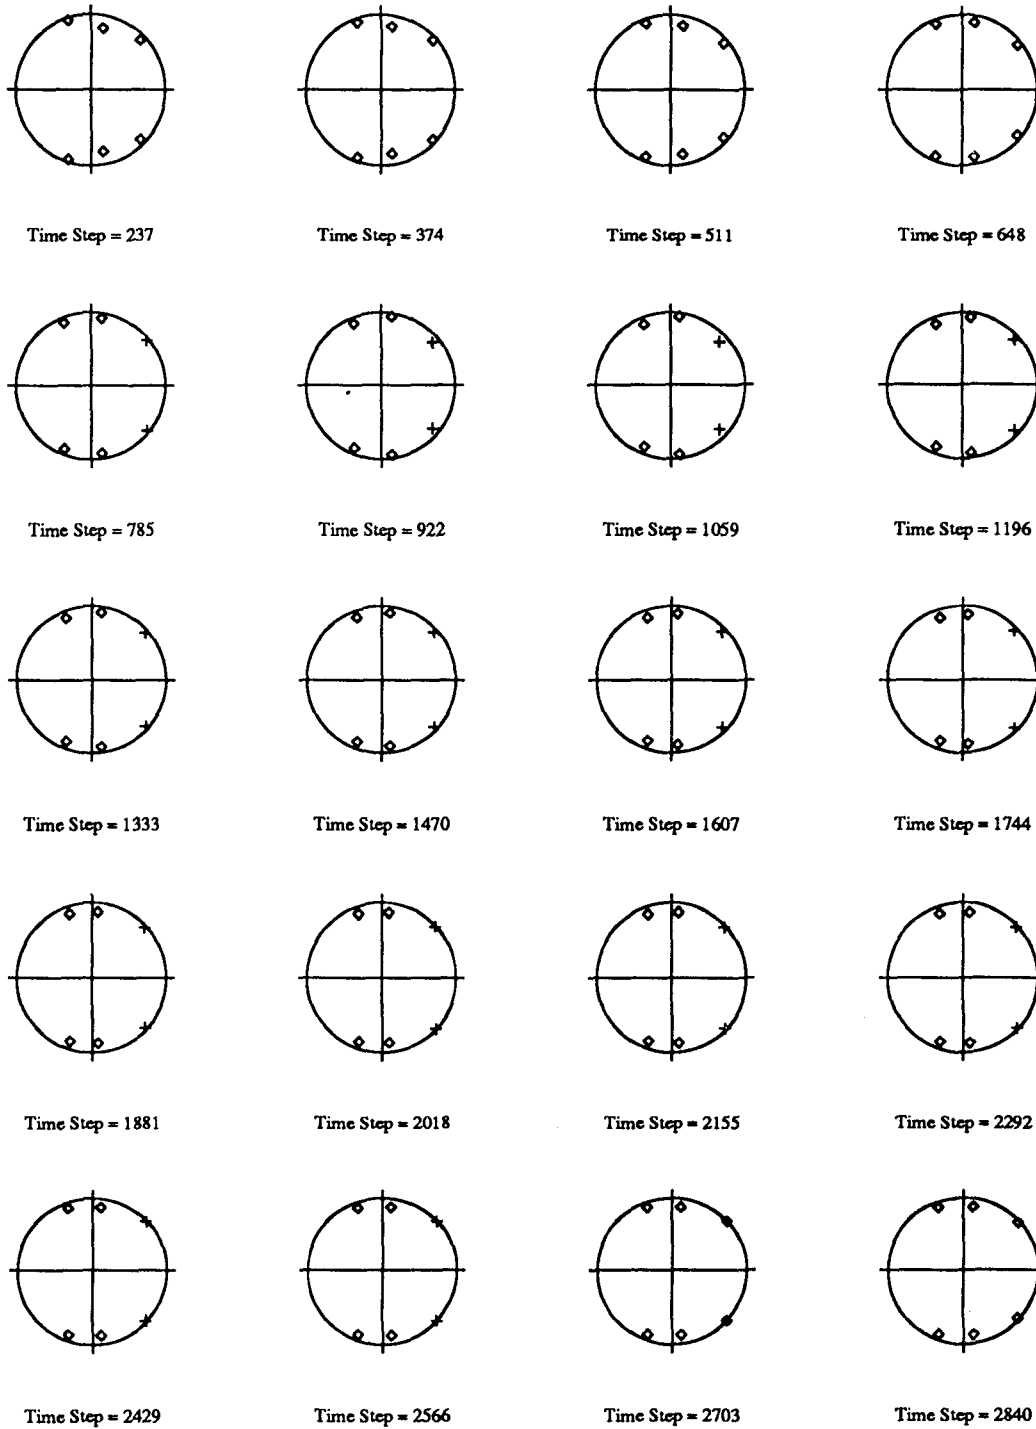 Time Step = 237
Time Step = 374
Time Step = 511
Time Step = 648
Time Step = 785
Time Step = 922
Time Step = 1059
Time Step = 1196
Time Step = 1333
Time Step = 1470
Time Step = 1607
Time Step = 1744
Time Step = 1881
Time Step = 2018
Time Step = 2155
Time Step = 2292
Time Step = 2429
Time Step = 2566
Time Step = 2703
Time Step = 2840